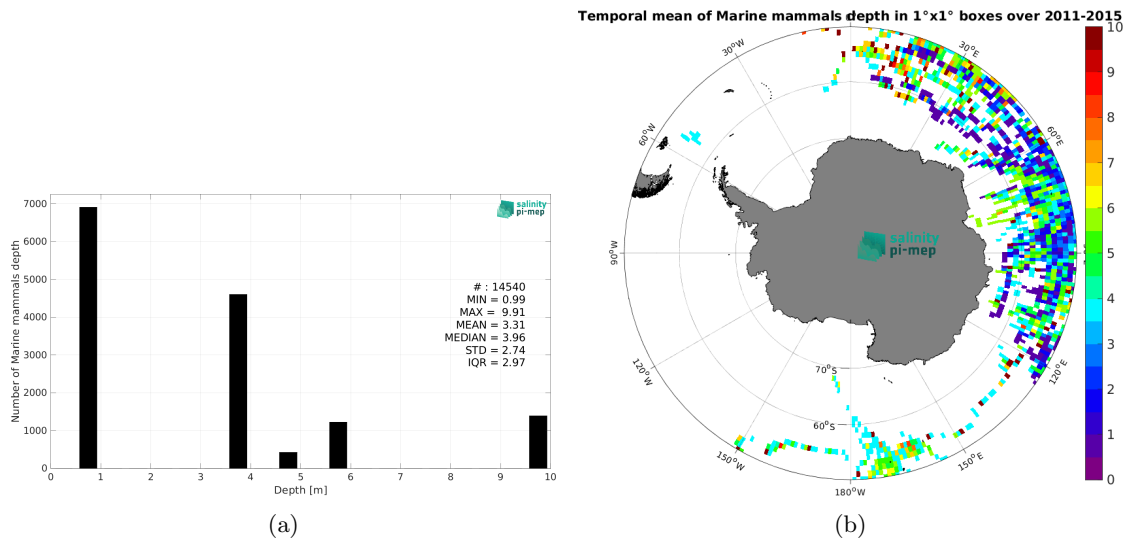 7000
6000
5000
4000
3000
2000
1000
0
Number of Marine mammals depth
salinity
pi-mep
# : 14540
MIN = 0.99
MAX = 9.91
MEAN = 3.31
MEDIAN = 3.96
STD = 2.74
IQR = 2.97
0 1 2 3 4 5 6 7 8 9 10
Depth [m]
(a)
Temporal mean of Marine mammals depth in 1°x1° boxes over 2011-2015
30°W
30°E
60°W
60°E
90°W
salinity
pi-mep
120°W
120°E
70°S
60°S
150°W
150°E
180°W
10
9
8
7
6
5
4
3
2
1
0
(b)